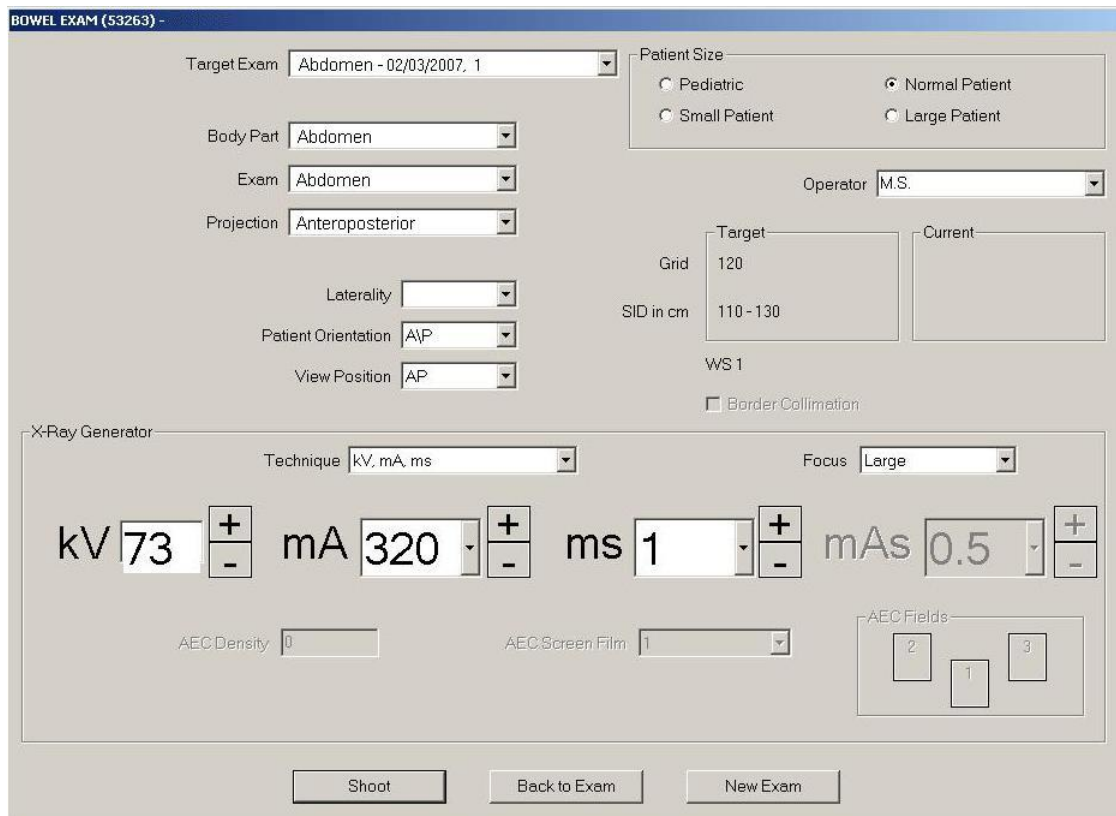 BOWEL EXAM (53263) -
Target Exam Abdomen - 02/03/2007, 1
Patient Size
Pediatric Normal Patient
Small Patient Large Patient
Body Part Abdomen
Exam Abdomen
Operator M.S.
Projection Anteroposterior
Target Current
Grid 120
Laterality
SID in cm 110 - 130
Patient Orientation A\P
WS 1
View Position AP
Border Collimation
X-Ray Generator
Technique kV, mA, ms Focus Large
kV 73 + - mA 320 + - ms 1 + - mAs 0.5 + -
AEC Density 0 AEC Screen Film 1
AEC Fields
2 3
1
Shoot Back to Exam New Exam